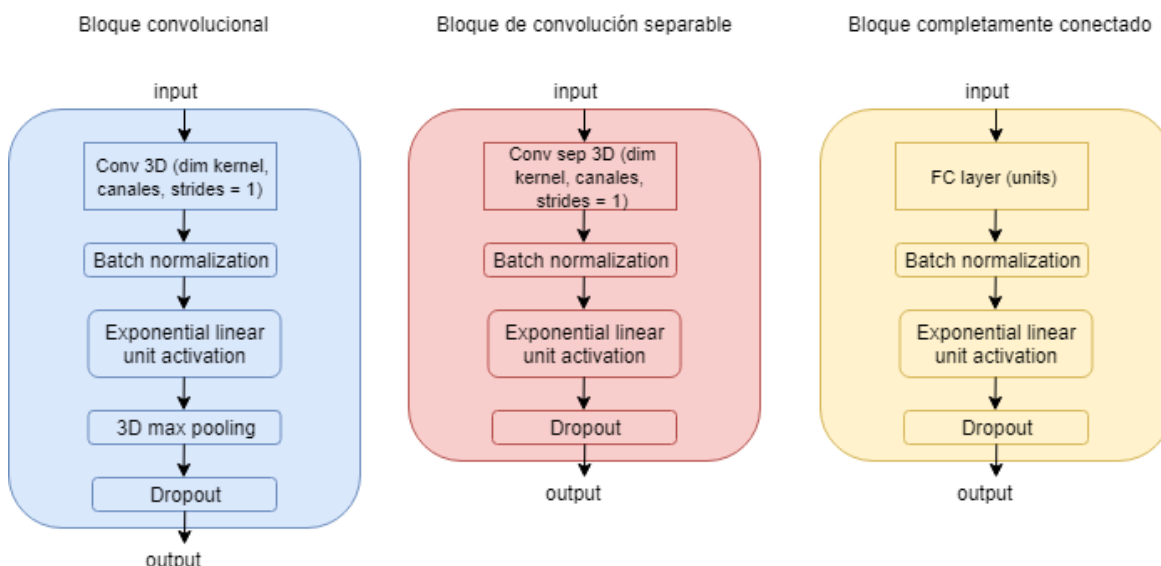 Bloque convolucional
input
Conv 3D (dim kernel,
canales, strides = 1)
Batch normalization
Exponential linear
unit activation
3D max pooling
Dropout
output
Bloque de convolución separable
input
Conv sep 3D (dim
kernel, canales,
strides = 1)
Batch normalization
Exponential linear
unit activation
Dropout
output
Bloque completamente conectado
input
FC layer (units)
Batch normalization
Exponential linear
unit activation
Dropout
output